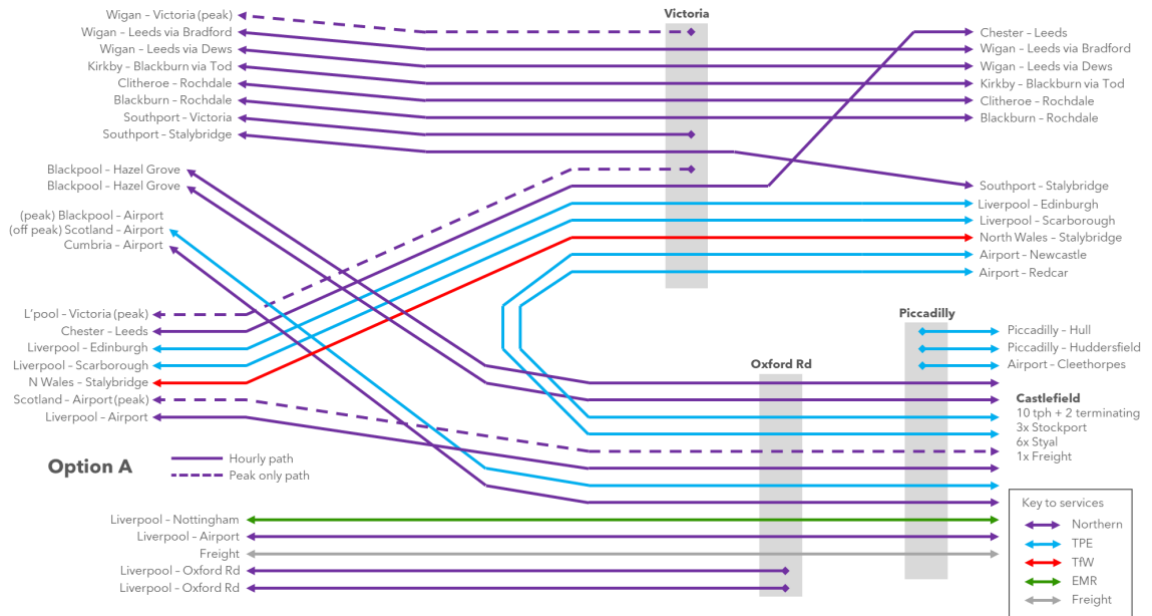 Victoria
Wigan – Victoria (peak)
Wigan – Leeds via Bradford
Wigan – Leeds via Dews
Kirkby – Blackburn via Tod
Clitheroe – Rochdale
Blackburn – Rochdale
Southport – Victoria
Southport – Stalybridge
Chester – Leeds
Wigan – Leeds via Bradford
Wigan – Leeds via Dews
Kirkby – Blackburn via Tod
Clitheroe – Rochdale
Blackburn – Rochdale
Blackpool – Hazel Grove
Blackpool – Hazel Grove
(peak) Blackpool – Airport
(off peak) Scotland – Airport
Cumbria – Airport
Southport – Stalybridge
Liverpool – Edinburgh
Liverpool – Scarborough
North Wales – Stalybridge
Airport – Newcastle
Airport – Redcar
L'pool – Victoria (peak)
Chester – Leeds
Liverpool – Edinburgh
Liverpool – Scarborough
N Wales – Stalybridge
Scotland – Airport (peak)
Liverpool – Airport
Piccadilly
Piccadilly – Hull
Piccadilly – Huddersfield
Airport – Cleethorpes
Oxford Rd
Castlefield
10 tph + 2 terminating
3x Stockport
6x Styal
1x Freight
Option A
Hourly path
Peak only path
Liverpool – Nottingham
Liverpool – Airport
Freight
Liverpool – Oxford Rd
Liverpool – Oxford Rd
Key to services
Northern
TPE
TfW
EMR
Freight